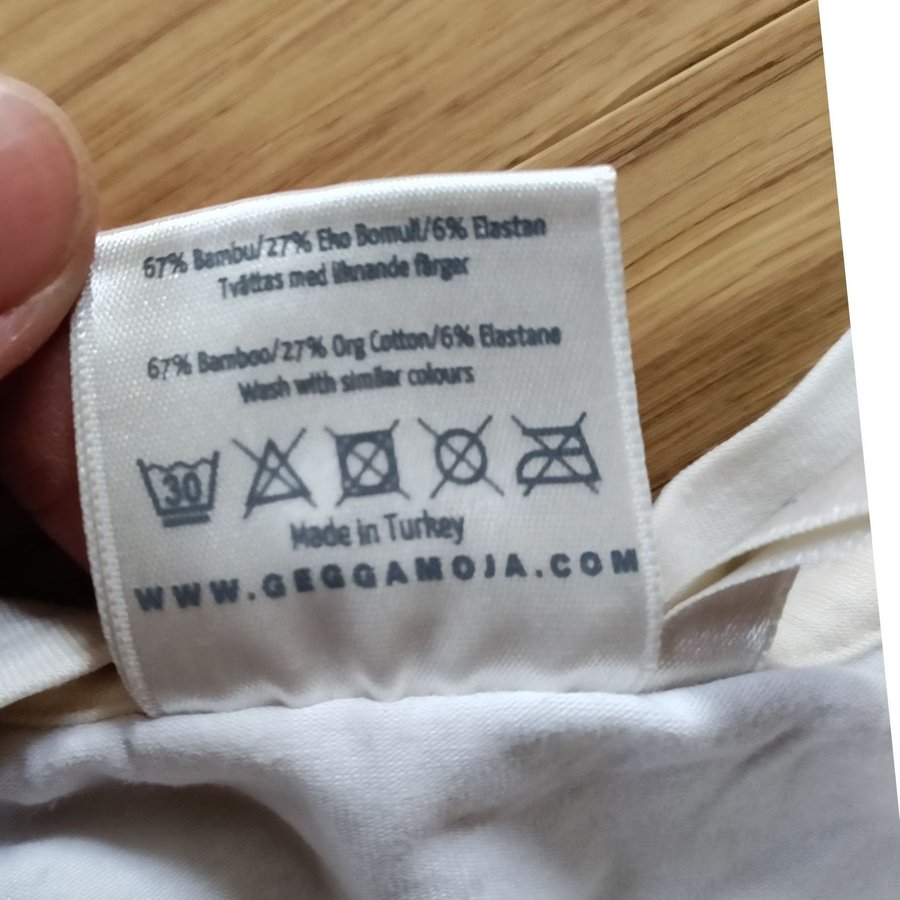 67% Bambu/27% Eko Bomull/6% Elastan
Tvättas med liknande färger
67% Bamboo/27% Org Cotton/6% Elastane
Wash with similar colours
30
Made in Turkey
WWW.GEGGAMOJA.COM